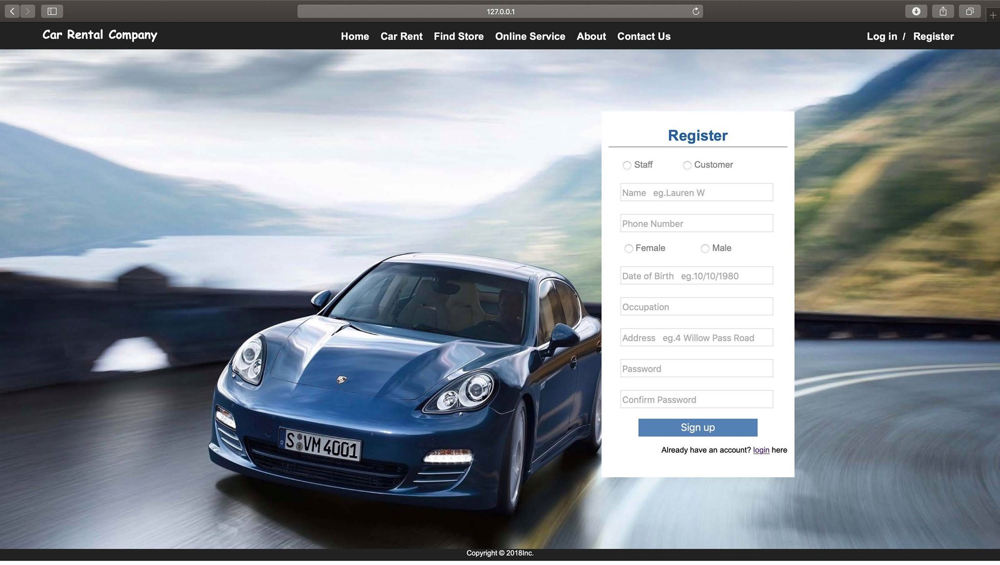 127.0.0.1
Car Rental Company
Home Car Rent Find Store Online Service About Contact Us
Log in / Register
Register
Staff Customer
Name eg.Lauren W
Phone Number
Female Male
Date of Birth eg.10/10/1980
Occupation
Address eg.4 Willow Pass Road
Password
Confirm Password
Sign up
Already have an account? login here
S VM 4001
D
Copyright © 2018Inc.